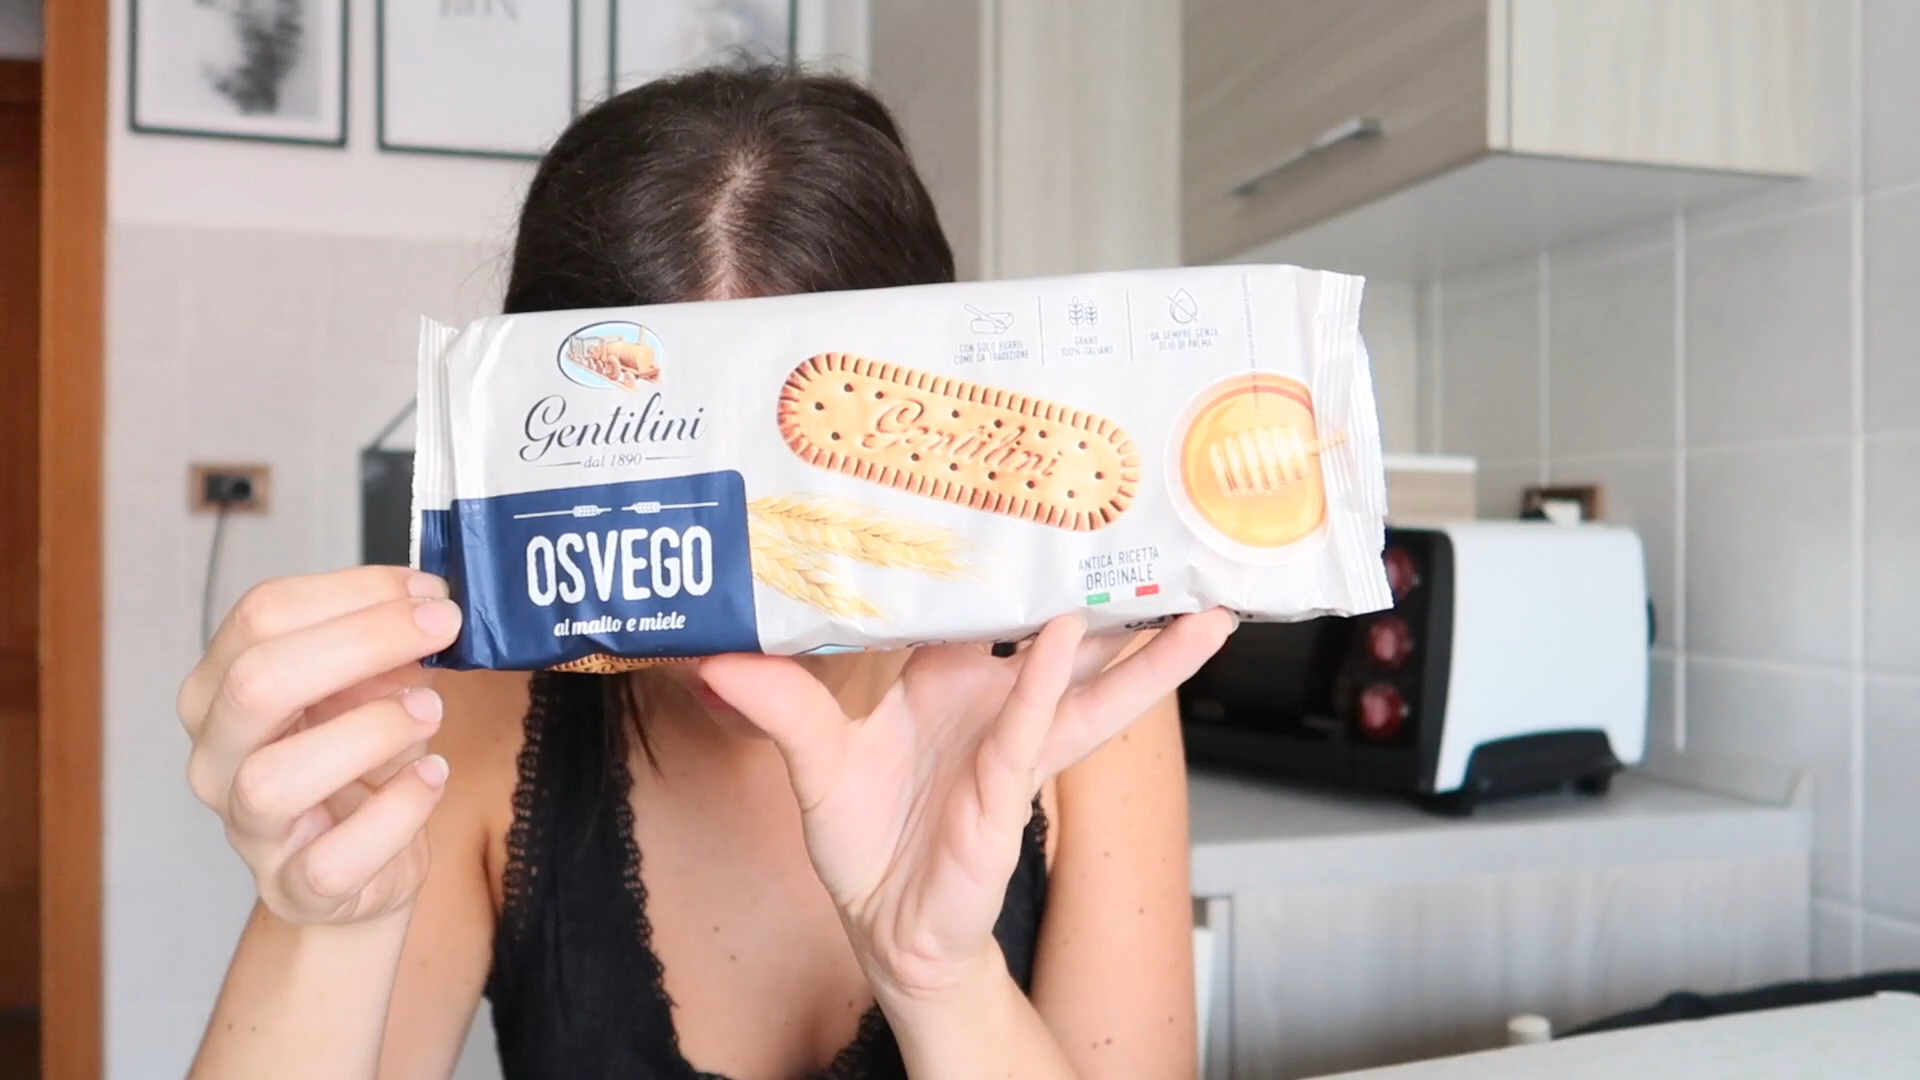 BON
CON SOLO BURRO
COME DA TRADIZIONE
GRANO
100% ITALIANO
DA SEMPRE SENZA
OLIO DI PALMA
Gentilini
dal 1890
Gentilini
OSVEGO
al malto e miele
ANTICA RICETTA
ORIGINALE